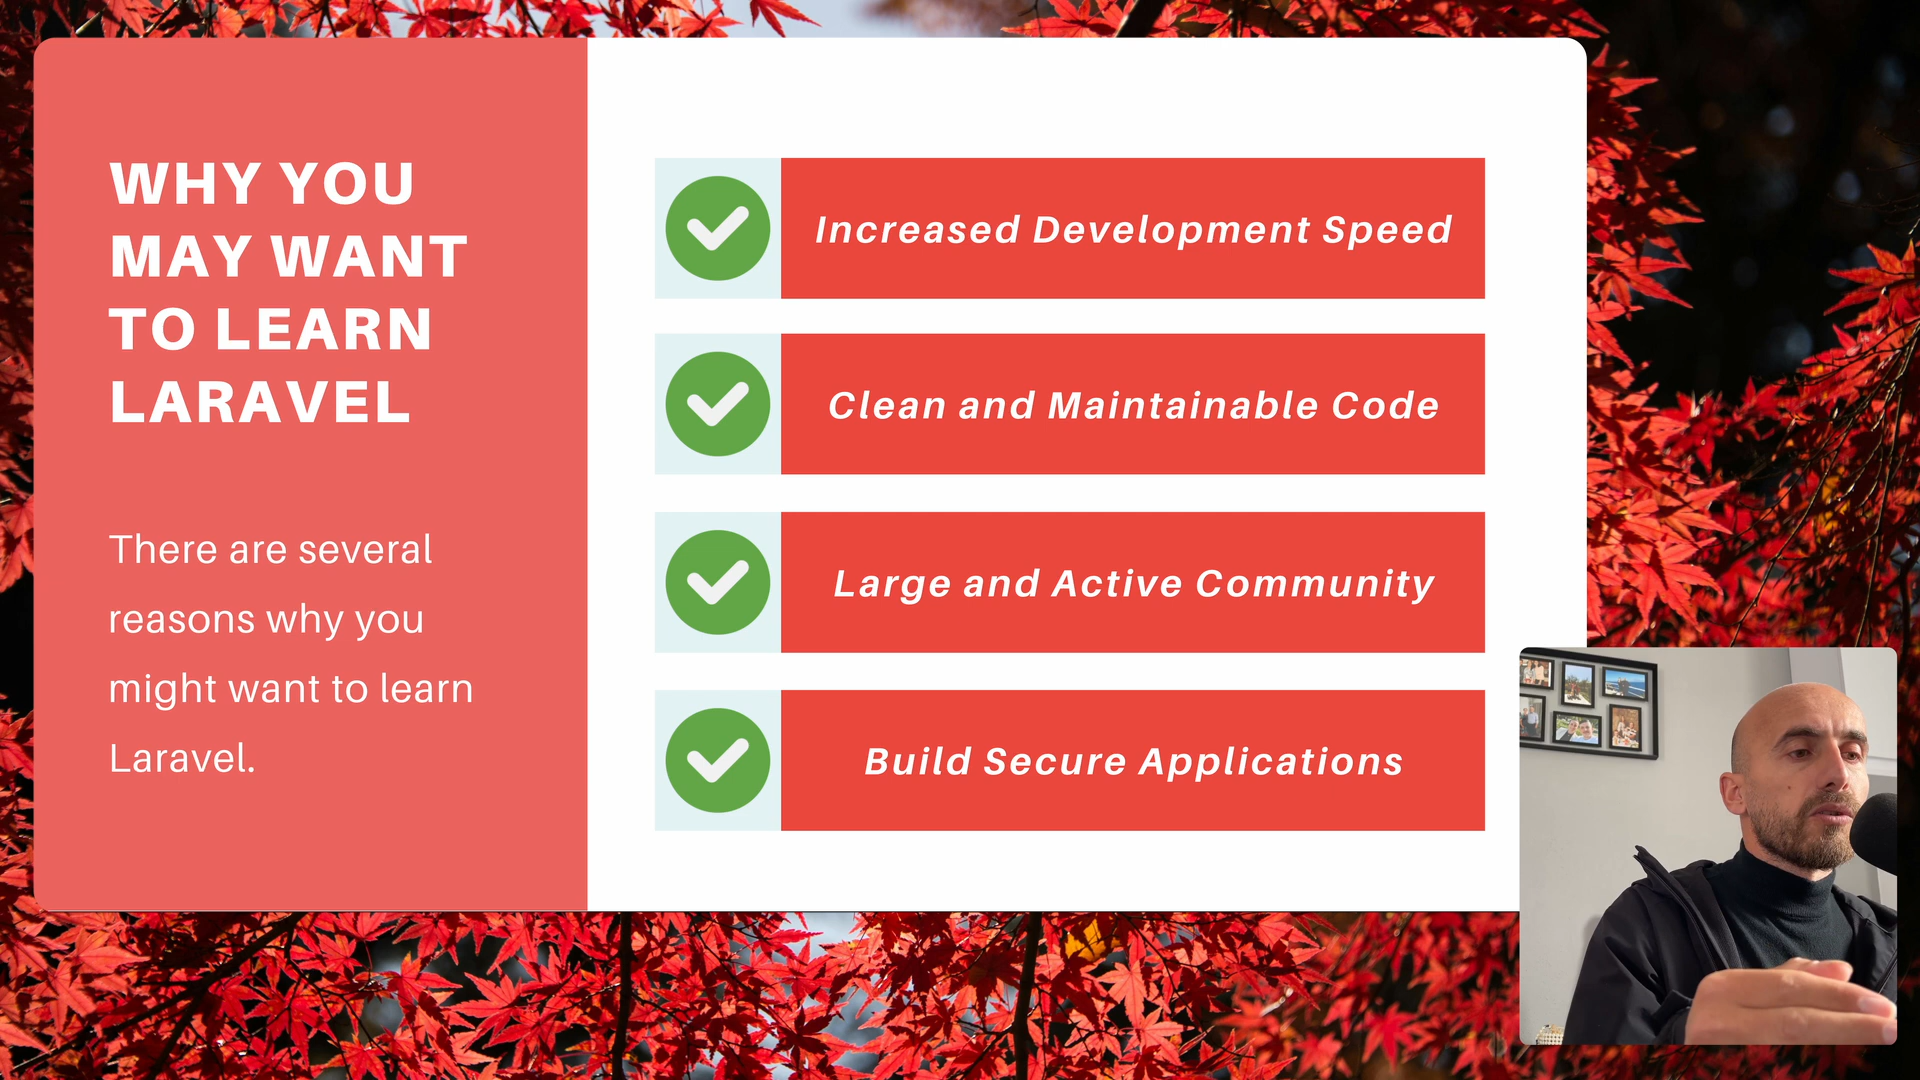 WHY YOU
MAY WANT
TO LEARN
LARAVEL
There are several
reasons why you
might want to learn
Laravel.
Increased Development Speed
Clean and Maintainable Code
Large and Active Community
Build Secure Applications